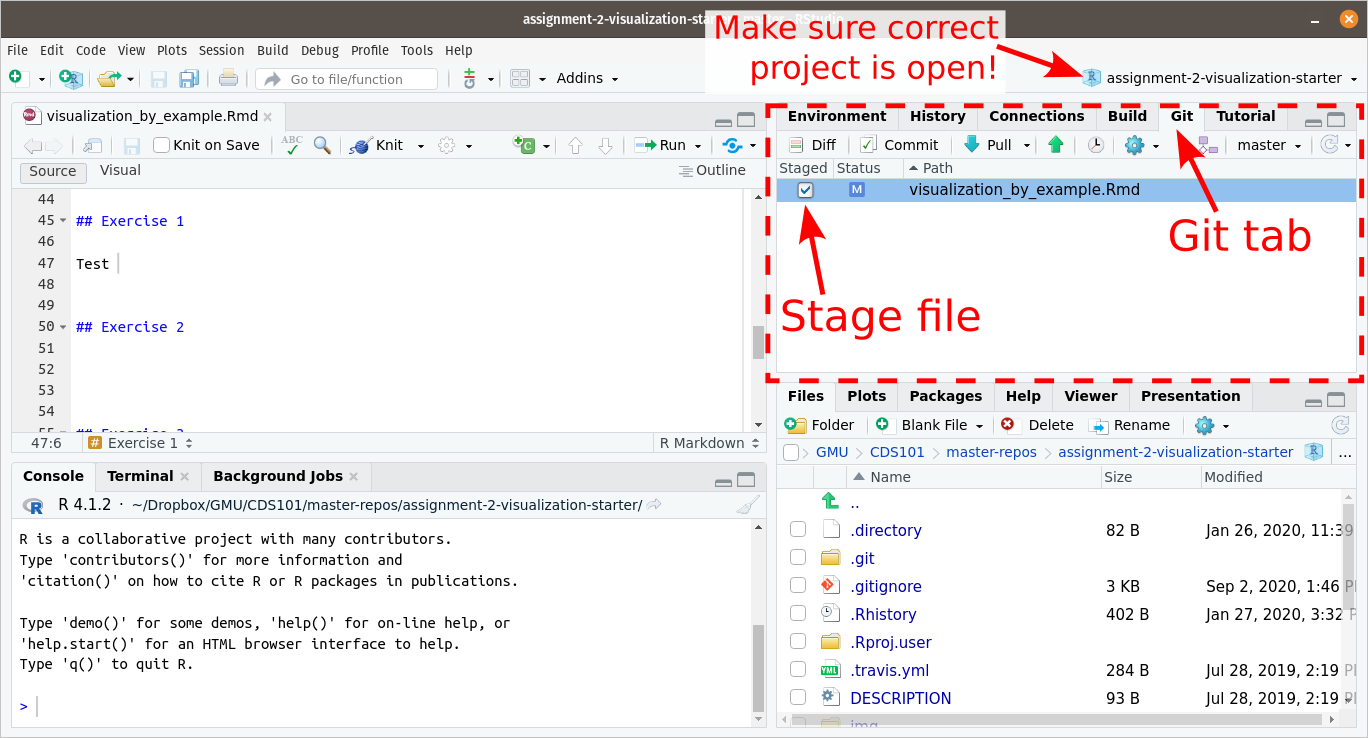 assignment-2-visualization-starter - master - RStudio
Make sure correct
project is open!
File Edit Code View Plots Session Build Debug Profile Tools Help
Go to file/function Addins assignment-2-visualization-starter
visualization_by_example.Rmd
Knit on Save ABC Knit Run
Source Visual Outline
44
45 ## Exercise 1
46
47 Test
48
49
50 ## Exercise 2
51
52
53
54
55 ## Exercise 3
47:6 # Exercise 1 R Markdown
Environment History Connections Build Git Tutorial
Diff Commit Pull master
Staged Status Path
M visualization_by_example.Rmd
Git tab
Stage file
Console Terminal Background Jobs
R 4.1.2 · ~/Dropbox/GMU/CDS101/master-repos/assignment-2-visualization-starter/
R is a collaborative project with many contributors.
Type 'contributors()' for more information and
'citation()' on how to cite R or R packages in publications.
Type 'demo()' for some demos, 'help()' for on-line help, or
'help.start()' for an HTML browser interface to help.
Type 'q()' to quit R.
>
Files Plots Packages Help Viewer Presentation
Folder Blank File Delete Rename
GMU CDS101 master-repos assignment-2-visualization-starter ...
Name Size Modified
..
.directory 82 B Jan 26, 2020, 11:39
.git
.gitignore 3 KB Sep 2, 2020, 1:46 P
.Rhistory 402 B Jan 27, 2020, 3:32 P
.Rproj.user
YML .travis.yml 284 B Jul 28, 2019, 2:19 P
DESCRIPTION 93 B Jul 28, 2019, 2:19 P
img